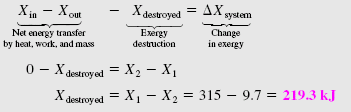 X_in − X_out − X_destroyed = ΔX_system
Net energy transfer Exergy Change
by heat, work, and mass destruction in exergy
0 − X_destroyed = X_2 − X_1
X_destroyed = X_1 − X_2 = 315 − 9.7 = 219.3 kJ